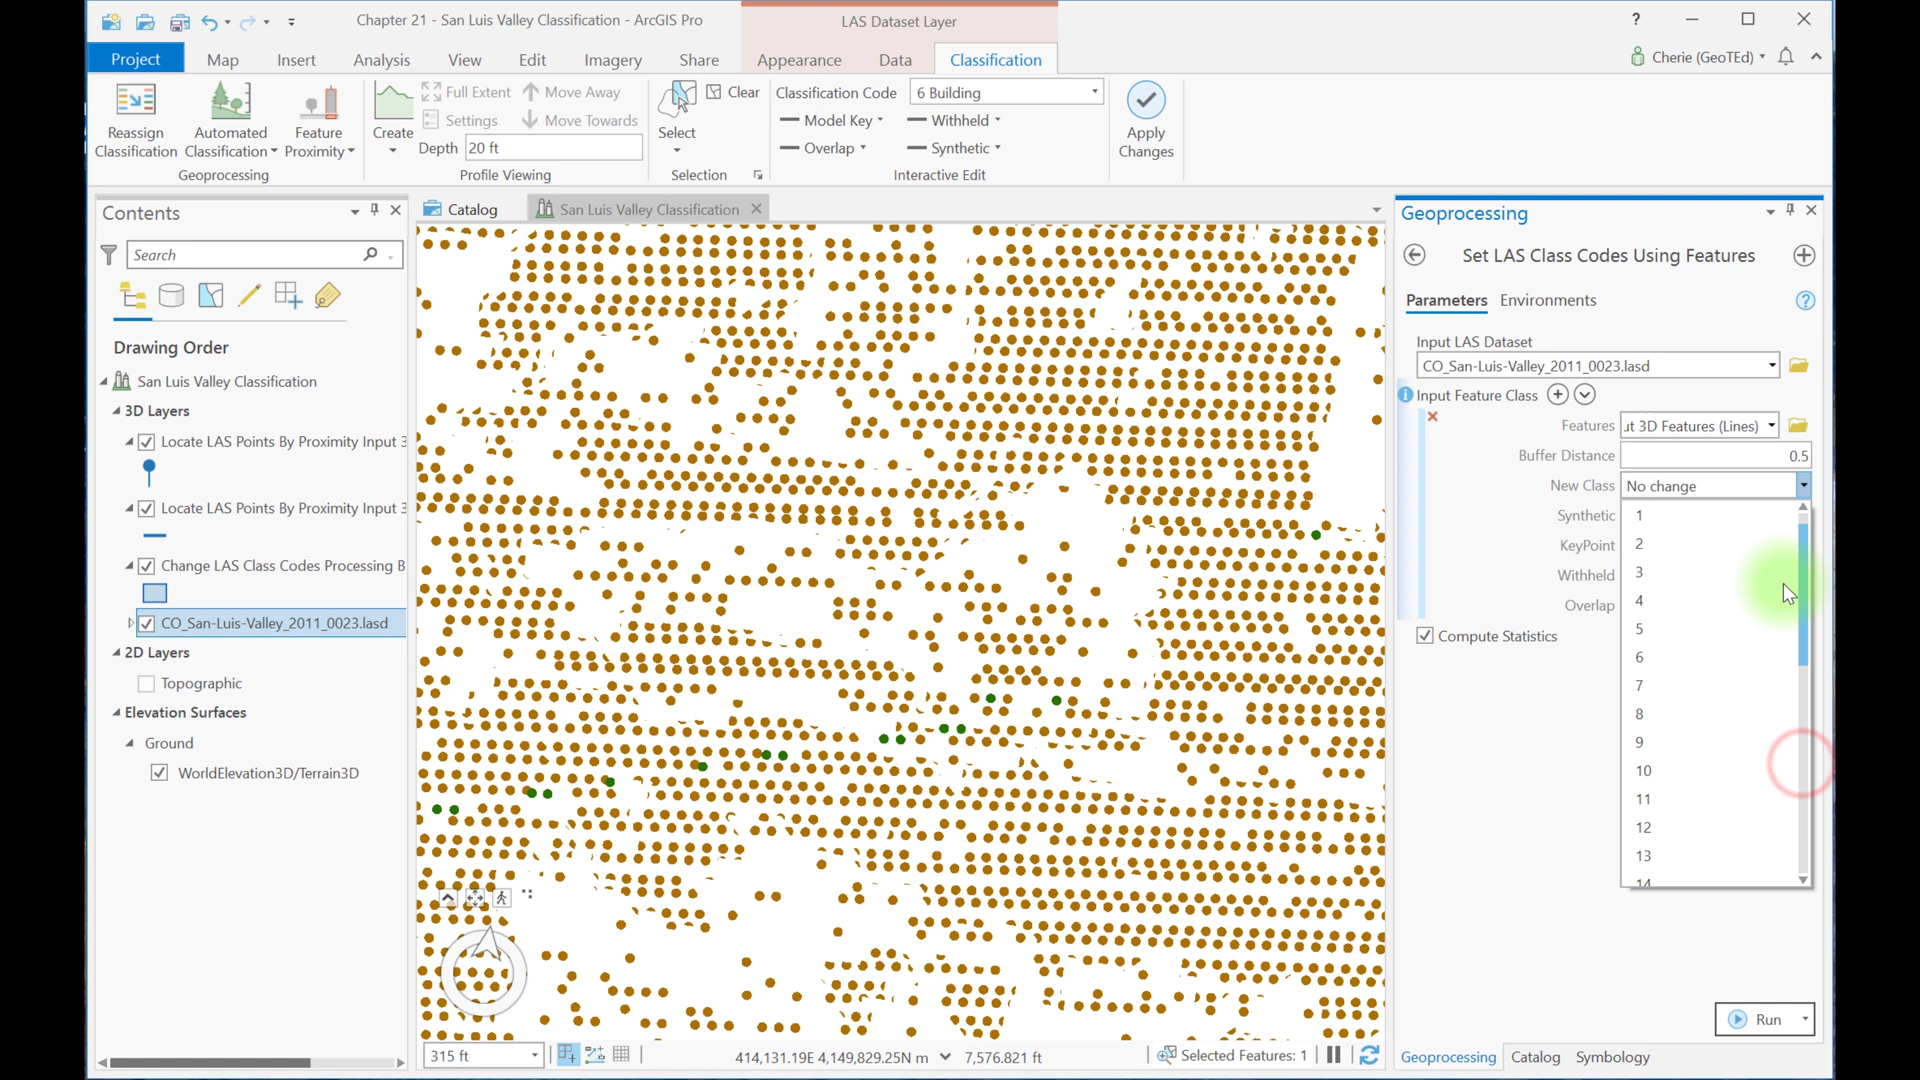 Chapter 21 - San Luis Valley Classification - ArcGIS Pro
LAS Dataset Layer
?
Project
Map
Insert
Analysis
View
Edit
Imagery
Share
Appearance
Data
Classification
Cherie (GeoTEd)
Reassign
Classification
Automated
Classification
Feature
Proximity
Geoprocessing
Create
Full Extent
Move Away
Settings
Move Towards
Depth
20 ft
Profile Viewing
Select
Clear
Selection
Classification Code
6 Building
Model Key
Withheld
Overlap
Synthetic
Interactive Edit
Apply
Changes
Contents
Search
Drawing Order
San Luis Valley Classification
3D Layers
Locate LAS Points By Proximity Input 3
Locate LAS Points By Proximity Input 3
Change LAS Class Codes Processing B
CO_San-Luis-Valley_2011_0023.lasd
2D Layers
Topographic
Elevation Surfaces
Ground
WorldElevation3D/Terrain3D
Catalog
San Luis Valley Classification
315 ft
414,131.19E 4,149,829.25N m
7,576.821 ft
Selected Features: 1
Geoprocessing
Set LAS Class Codes Using Features
Parameters
Environments
?
Input LAS Dataset
CO_San-Luis-Valley_2011_0023.lasd
Input Feature Class
Features
ut 3D Features (Lines)
Buffer Distance
0.5
New Class
No change
Synthetic
KeyPoint
Withheld
Overlap
1
2
3
4
5
6
7
8
9
10
11
12
13
14
Compute Statistics
Run
Geoprocessing
Catalog
Symbology